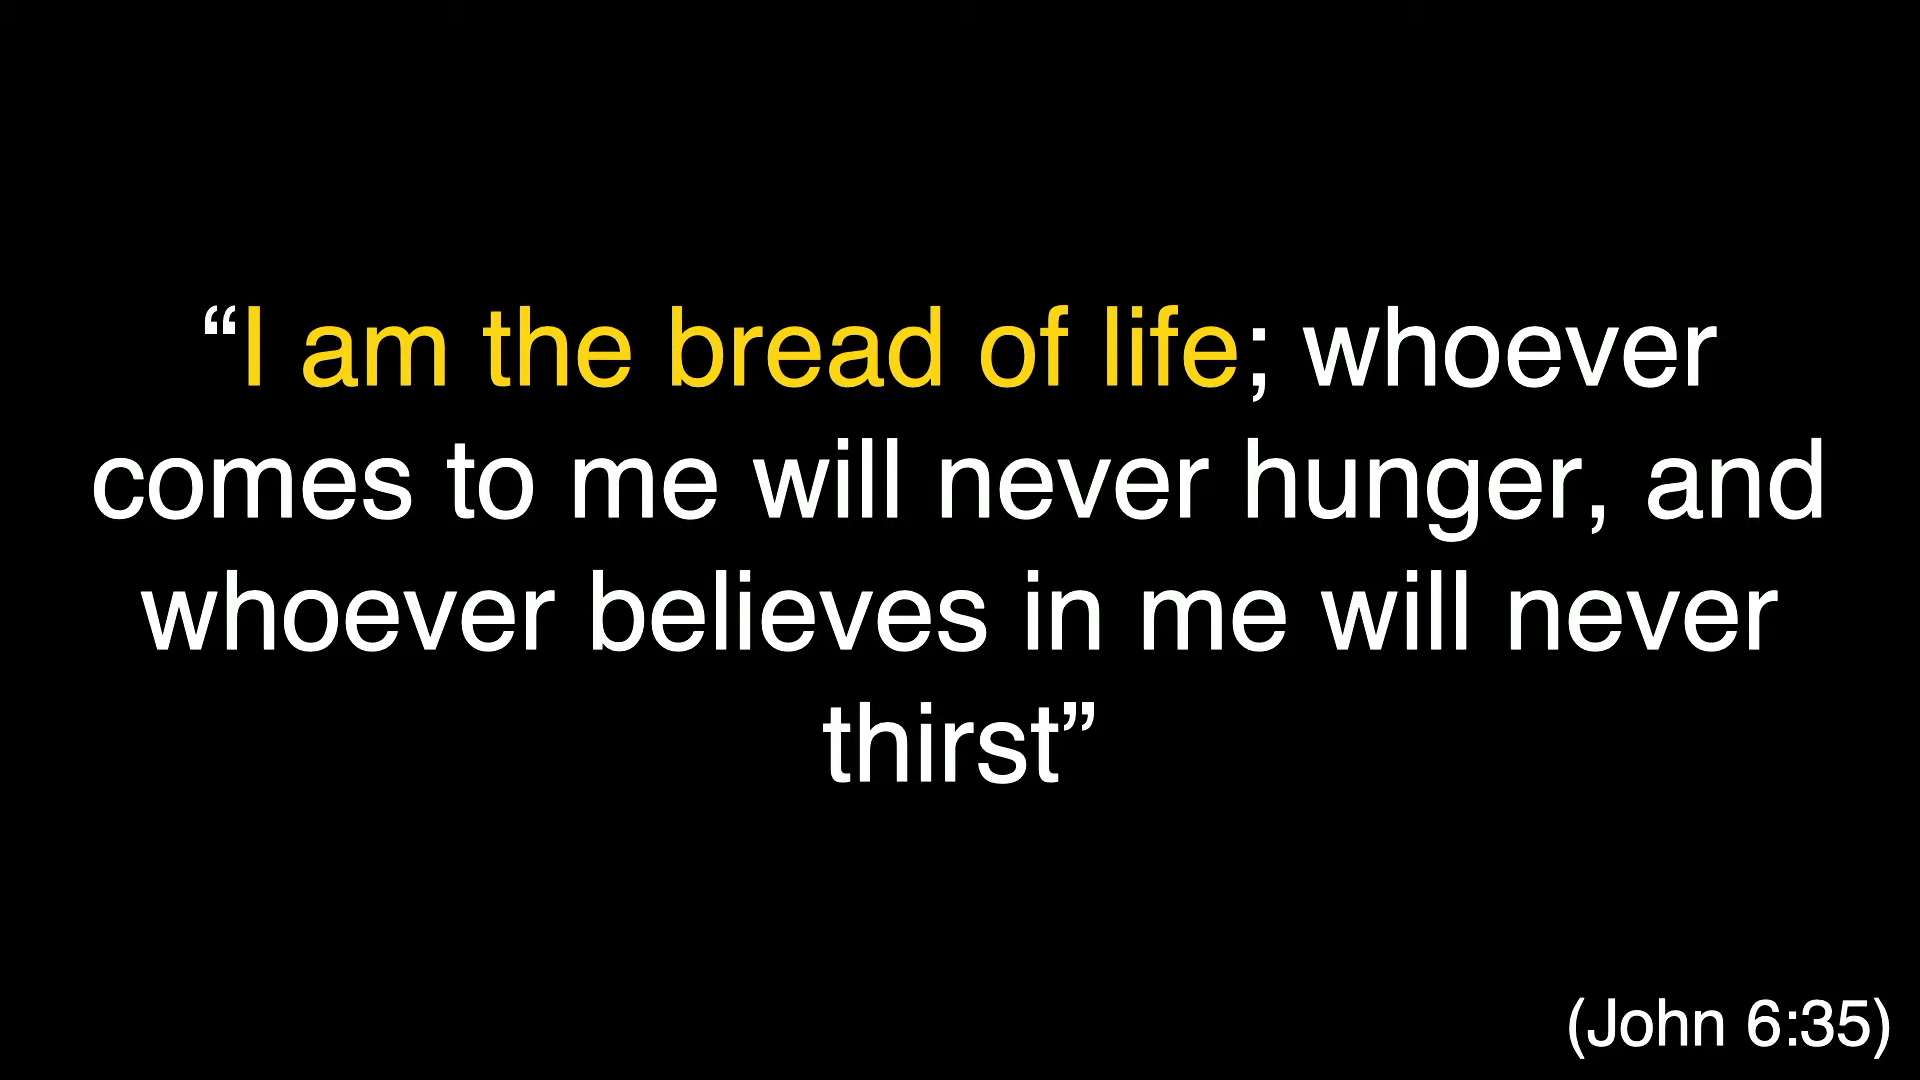 “I am the bread of life; whoever
comes to me will never hunger, and
whoever believes in me will never
thirst”
(John 6:35)